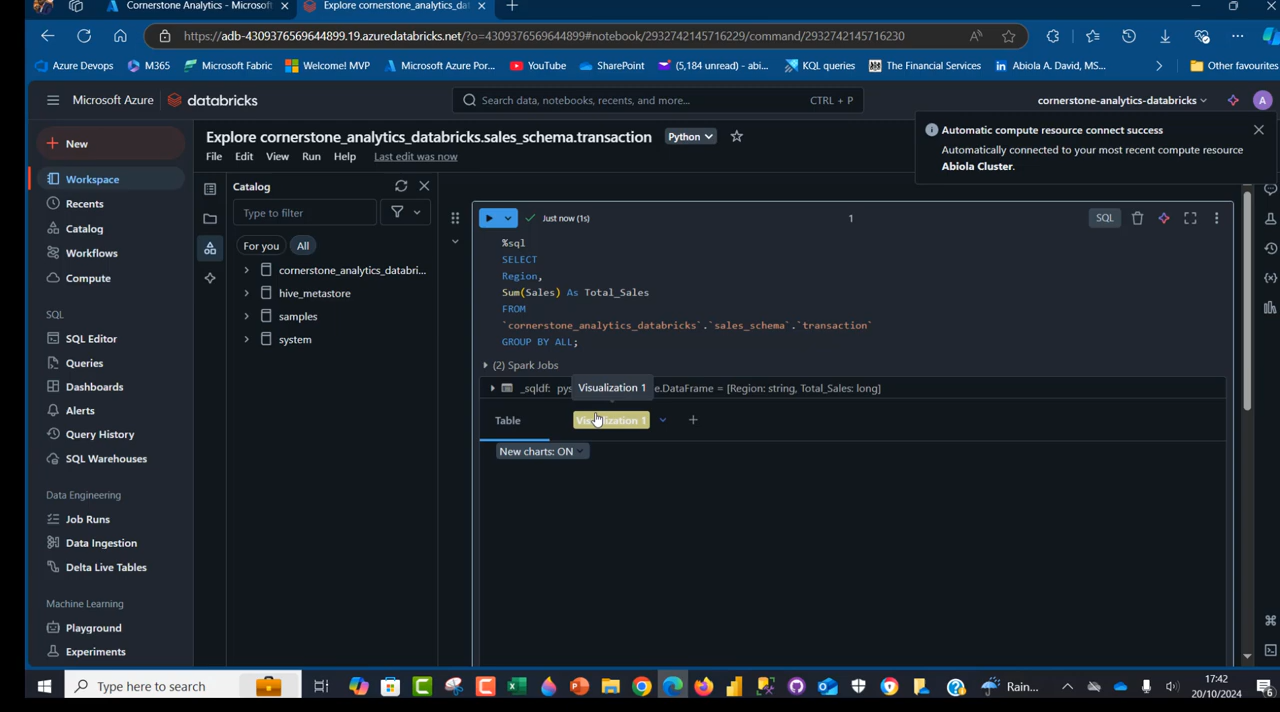 Cornerstone Analytics - Microsof
Explore cornerstone_analytics_dat
https://adb-4309376569644899.19.azuredatabricks.net/?o=4309376569644899#notebook/2932742145716229/command/2932742145716230
Azure Devops
M365
Microsoft Fabric
Welcome! MVP
Microsoft Azure Por...
YouTube
SharePoint
(5,184 unread) - abi...
KQL queries
The Financial Services
Abiola A. David, MS...
Other favourites
Microsoft Azure
databricks
Search data, notebooks, recents, and more...
CTRL + P
cornerstone-analytics-databricks
A
New
Workspace
Recents
Catalog
Workflows
Compute
SQL
SQL Editor
Queries
Dashboards
Alerts
Query History
SQL Warehouses
Data Engineering
Job Runs
Data Ingestion
Delta Live Tables
Machine Learning
Playground
Experiments
Explore cornerstone_analytics_databricks.sales_schema.transaction
Python
File Edit View Run Help Last edit was now
Automatic compute resource connect success
Automatically connected to your most recent compute resource
Abiola Cluster.
Catalog
Type to filter
For you
All
cornerstone_analytics_databri...
hive_metastore
samples
system
Just now (1s)
1
SQL
%sql
SELECT
Region,
Sum(Sales) As Total_Sales
FROM
`cornerstone_analytics_databricks`.`sales_schema`.`transaction`
GROUP BY ALL;
(2) Spark Jobs
_sqldf: pys
e.DataFrame = [Region: string, Total_Sales: long]
Visualization 1
Table
Visualization 1
New charts: ON
Type here to search
Rain...
17:42
20/10/2024
6